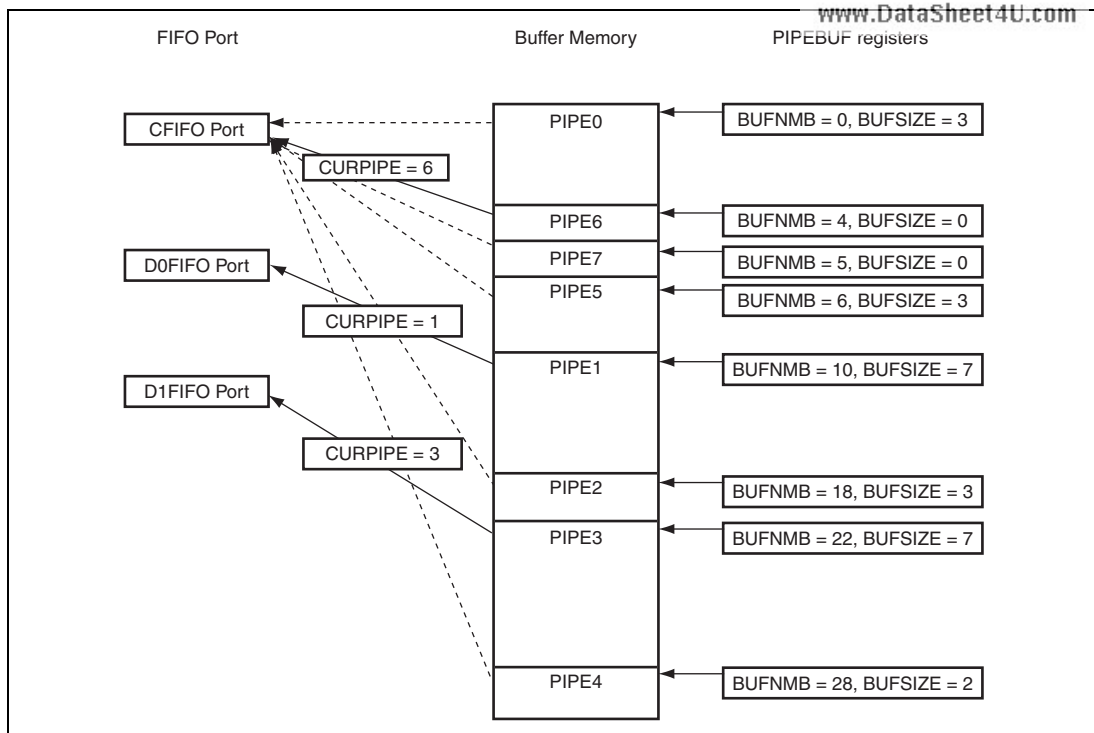 www.DataSheet4U.com
FIFO Port
Buffer Memory
PIPEBUF registers
CFIFO Port
PIPE0
BUFNMB = 0, BUFSIZE = 3
CURPIPE = 6
PIPE6
BUFNMB = 4, BUFSIZE = 0
D0FIFO Port
PIPE7
BUFNMB = 5, BUFSIZE = 0
PIPE5
BUFNMB = 6, BUFSIZE = 3
CURPIPE = 1
PIPE1
BUFNMB = 10, BUFSIZE = 7
D1FIFO Port
CURPIPE = 3
PIPE2
BUFNMB = 18, BUFSIZE = 3
PIPE3
BUFNMB = 22, BUFSIZE = 7
PIPE4
BUFNMB = 28, BUFSIZE = 2